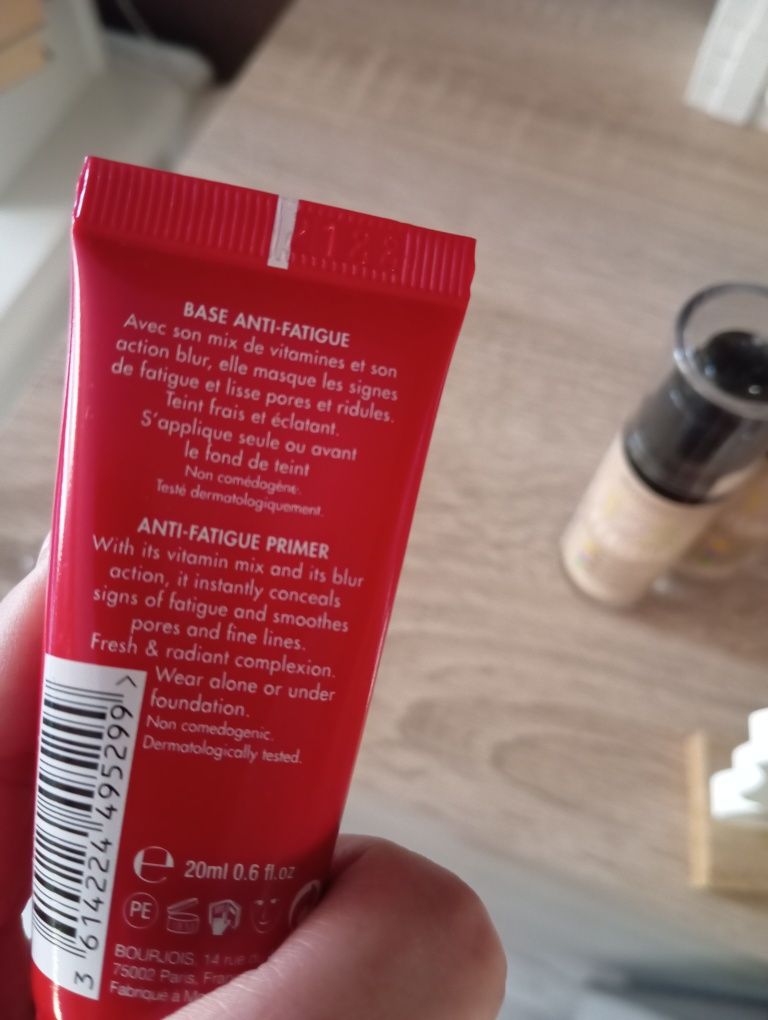 BASE ANTI-FATIGUE
Avec son mix de vitamines et son
action blur, elle masque les signes
de fatigue et lisse pores et ridules.
Teint frais et éclatant.
S'applique seule ou avant
le fond de teint
Non comédogène.
Testé dermatologiquement.
ANTI-FATIGUE PRIMER
With its vitamin mix and its blur
action, it instantly conceals
signs of fatigue and smoothes
pores and fine lines.
Fresh & radiant complexion.
Wear alone or under
foundation.
Non comedogenic.
Dermatologically tested.
3 614224 495299 >
e 20ml 0.6 fl.oz
PE
BOURJOIS, 14 rue
75002 Paris,
Fabriqué à